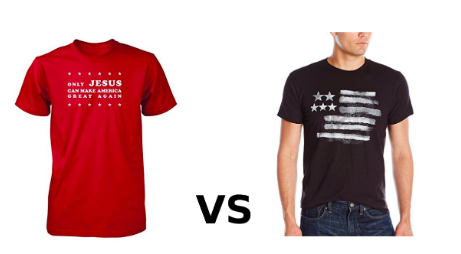 ONLY JESUS
CAN MAKE AMERICA
GREAT AGAIN
VS